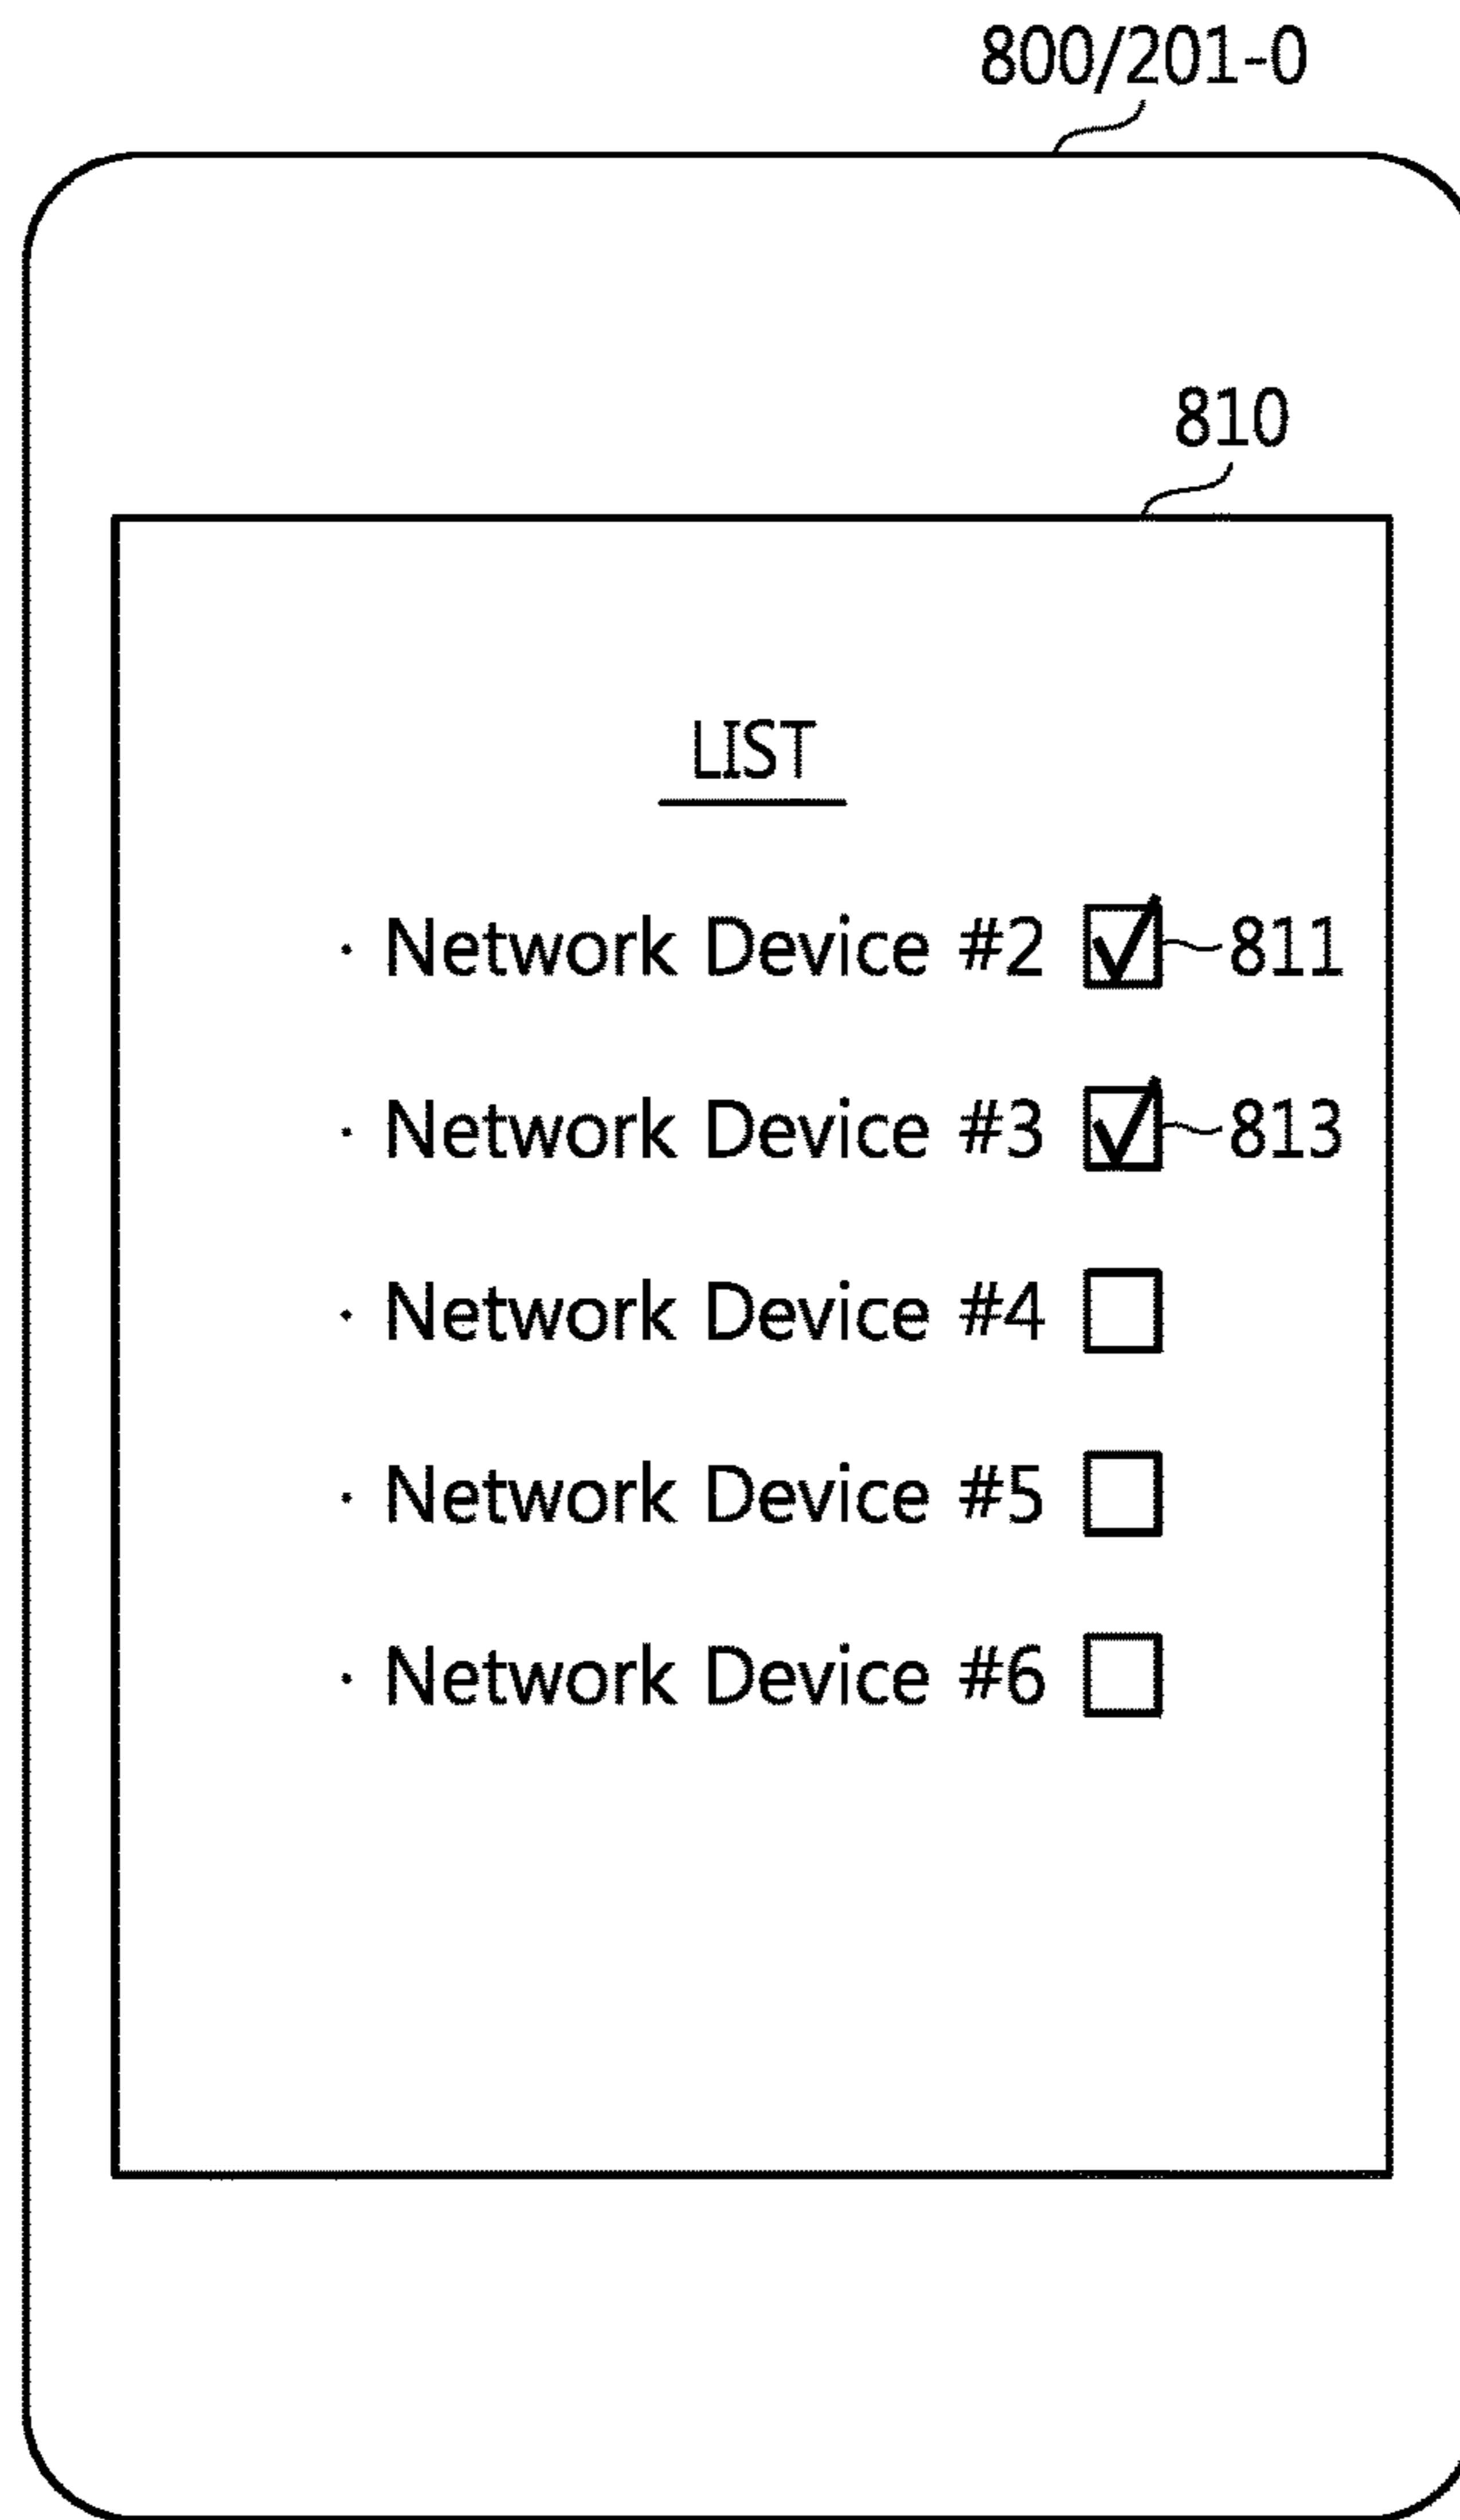 800/201-0
810
LIST
· Network Device #2 811
· Network Device #3 813
· Network Device #4
· Network Device #5
· Network Device #6